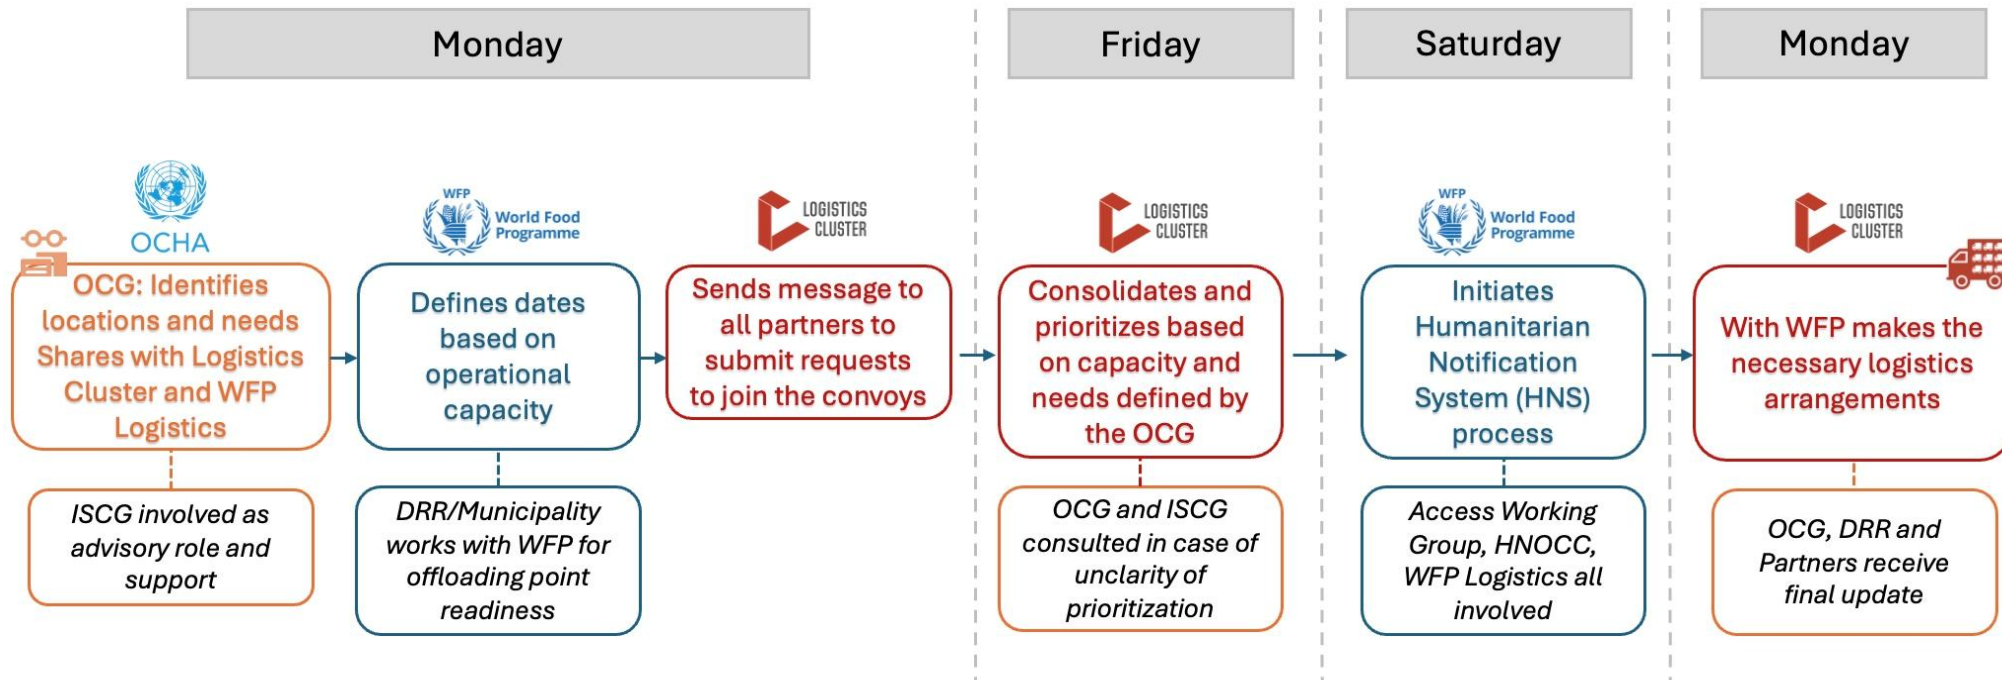 Monday
Friday
Saturday
Monday
OCHA
OCG: Identifies
locations and needs
Shares with Logistics
Cluster and WFP
Logistics
ISCG involved as
advisory role and
support
WFP
World Food
Programme
Defines dates
based on
operational
capacity
DRR/Municipality
works with WFP for
offloading point
readiness
LOGISTICS
CLUSTER
Sends message to
all partners to
submit requests
to join the convoys
LOGISTICS
CLUSTER
Consolidates and
prioritizes based
on capacity and
needs defined by
the OCG
OCG and ISCG
consulted in case of
unclarity of
prioritization
WFP
World Food
Programme
Initiates
Humanitarian
Notification
System (HNS)
process
Access Working
Group, HNOCC,
WFP Logistics all
involved
LOGISTICS
CLUSTER
With WFP makes the
necessary logistics
arrangements
OCG, DRR and
Partners receive
final update